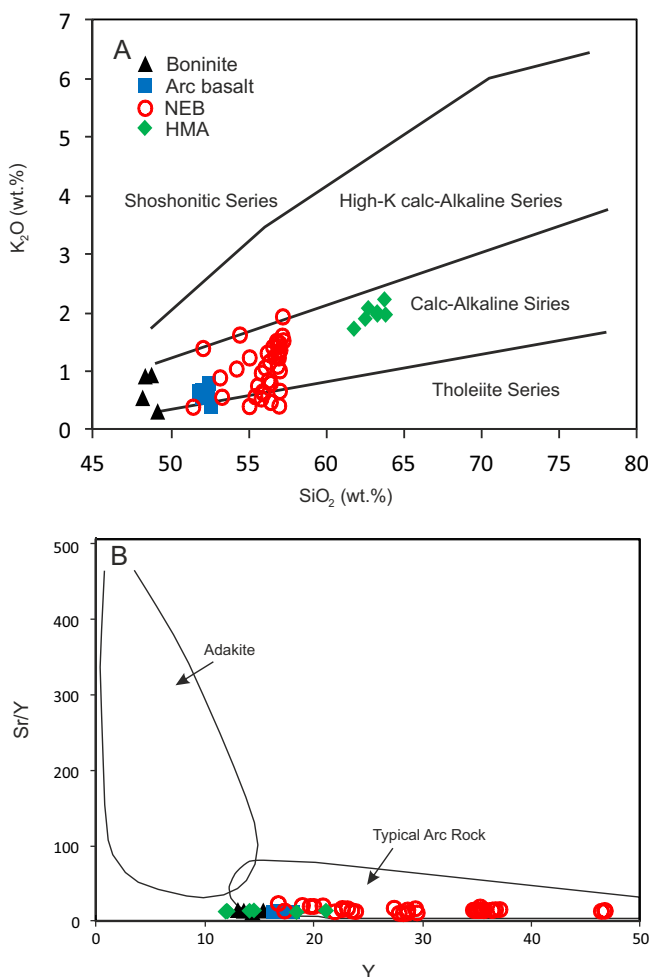 7
6
5
4
3
2
1
0
K2O (wt.%)
A
Boninite
Arc basalt
NEB
HMA
Shoshonitic Series
High-K calc-Alkaline Series
Calc-Alkaline Siries
Tholeiite Series
45 50 55 60 65 70 75 80
SiO2 (wt.%)
500
400
300
200
100
0
Sr/Y
B
Adakite
Typical Arc Rock
0 10 20 30 40 50
Y